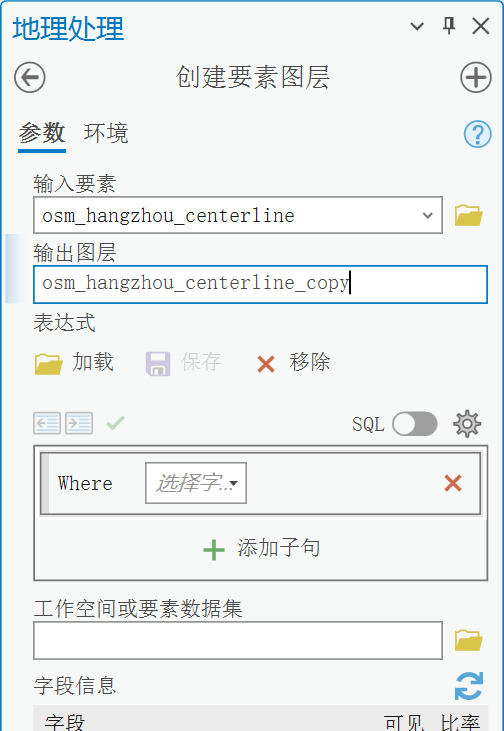 地理处理
创建要素图层
参数 环境
输入要素
osm_hangzhou_centerline
输出图层
osm_hangzhou_centerline_copy
表达式
加载 保存 移除
SQL
Where 选择字...
添加子句
工作空间或要素数据集
字段信息
字段 可见 比率